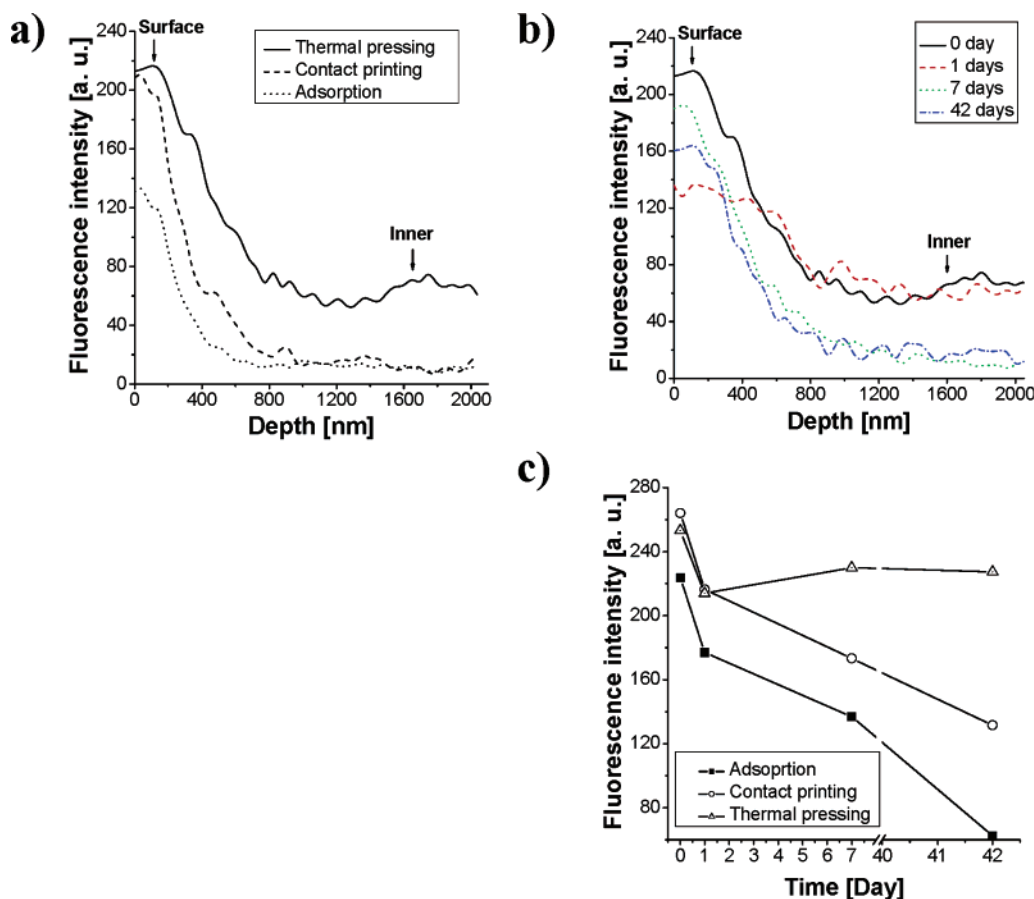 a)
Surface
Thermal pressing
Contact printing
Adsorption
Inner
Fluorescence intensity [a. u.]
240
200
160
120
80
40
0
0 400 800 1200 1600 2000
Depth [nm]
b)
Surface
0 day
1 days
7 days
42 days
Inner
Fluorescence intensity [a. u.]
240
200
160
120
80
40
0
0 400 800 1200 1600 2000
Depth [nm]
c)
Fluorescence intensity [a. u.]
280
240
200
160
120
80
Adsoprtion
Contact printing
Thermal pressing
0 1 2 3 4 5 6 7 40 41 42
Time [Day]